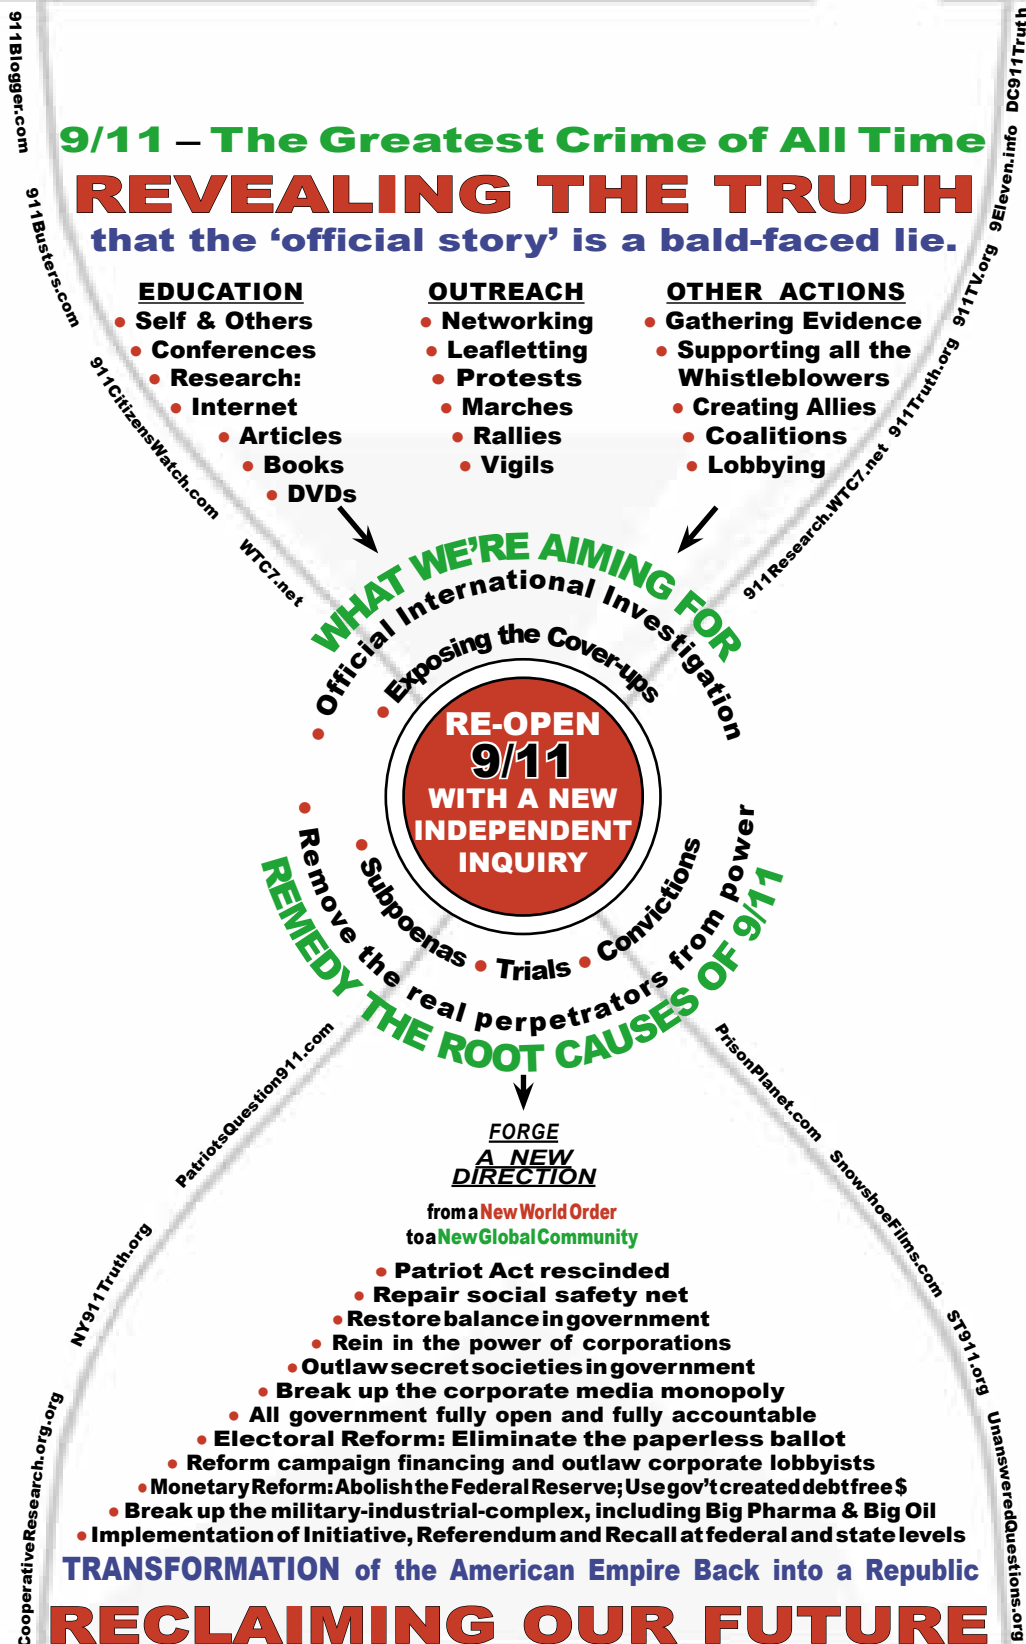 9/11 – The Greatest Crime of All Time
REVEALING THE TRUTH
that the ‘official story’ is a bald-faced lie.
EDUCATION
• Self & Others
• Conferences
• Research:
• Internet
• Articles
• Books
• DVDs
OUTREACH
• Networking
• Leafletting
• Protests
• Marches
• Rallies
• Vigils
OTHER ACTIONS
• Gathering Evidence
• Supporting all the
Whistleblowers
• Creating Allies
• Coalitions
• Lobbying
911Blogger.com
911Busters.com
911CitizensWatch.com
WTC7.net
DC911Truth
9Eleven.info
911TV.org
911Truth.org
911Research.WTC7.net
WHAT WE’RE AIMING FOR
• Official International Investigation
• Exposing the Cover-ups
RE-OPEN
9/11
WITH A NEW
INDEPENDENT
INQUIRY
• Subpoenas • Trials • Convictions
• Remove the real perpetrators from power
REMEDY THE ROOT CAUSES OF 9/11
PatriotsQuestion911.com
NY911Truth.org
CooperativeResearch.org.org
PrisonPlanet.com
SnowshoeFilms.com
ST911.org
UnansweredQuestions.org
FORGE
A NEW
DIRECTION
from a New World Order
to a New Global Community
• Patriot Act rescinded
• Repair social safety net
• Restore balance in government
• Rein in the power of corporations
• Outlaw secret societies in government
• Break up the corporate media monopoly
• All government fully open and fully accountable
• Electoral Reform: Eliminate the paperless ballot
• Reform campaign financing and outlaw corporate lobbyists
• Monetary Reform: Abolish the Federal Reserve; Use gov’t created debt free $
• Break up the military-industrial-complex, including Big Pharma & Big Oil
• Implementation of Initiative, Referendum and Recall at federal and state levels
TRANSFORMATION of the American Empire Back into a Republic
RECLAIMING OUR FUTURE